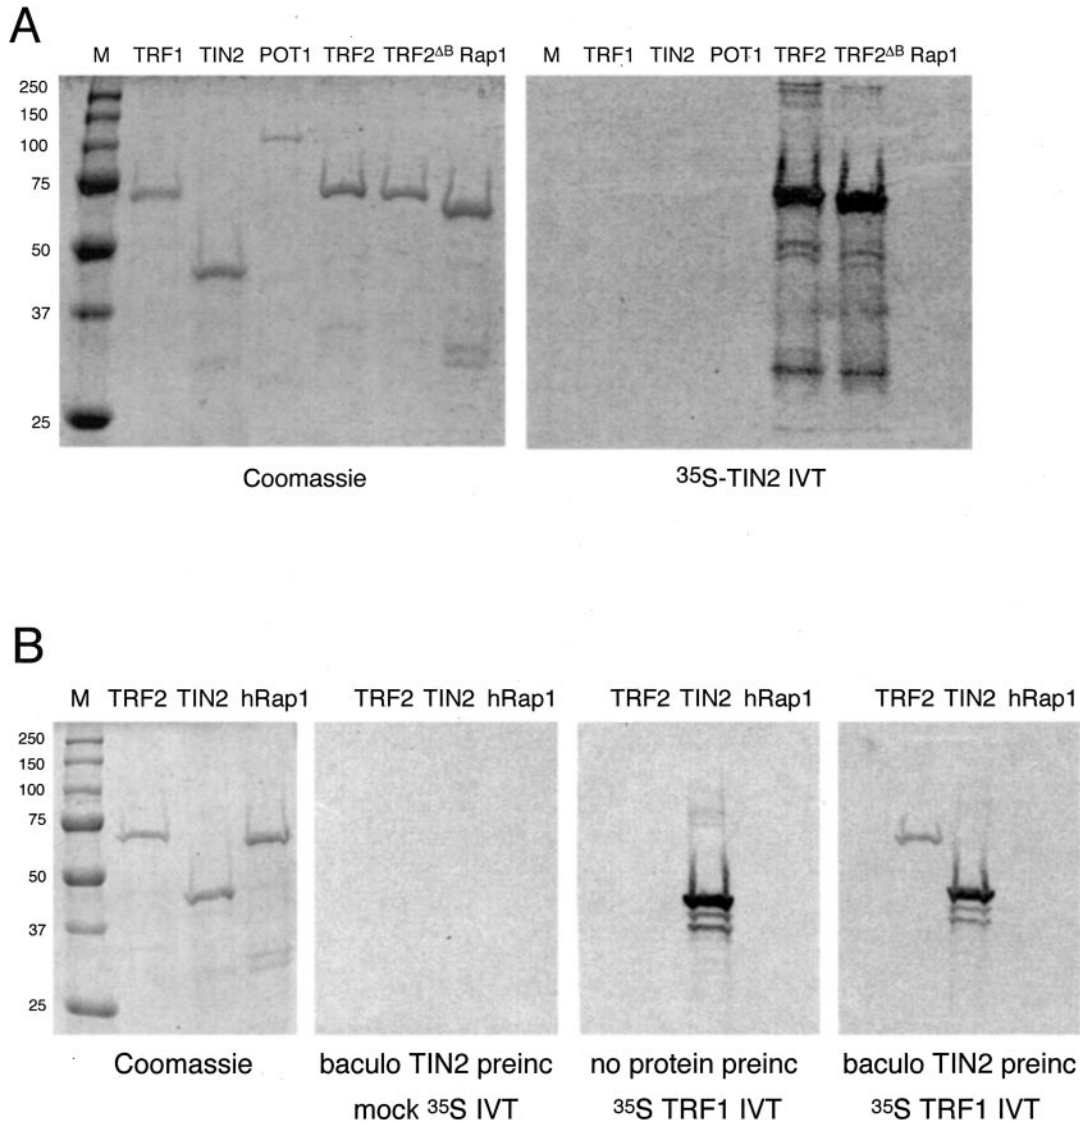 A
M TRF1 TIN2 POT1 TRF2 TRF2ΔB Rap1
M TRF1 TIN2 POT1 TRF2 TRF2ΔB Rap1
250
150
100
75
50
37
25
Coomassie
35S-TIN2 IVT
B
M TRF2 TIN2 hRap1
TRF2 TIN2 hRap1
TRF2 TIN2 hRap1
TRF2 TIN2 hRap1
250
150
100
75
50
37
25
Coomassie
baculo TIN2 preinc
mock 35S IVT
no protein preinc
35S TRF1 IVT
baculo TIN2 preinc
35S TRF1 IVT